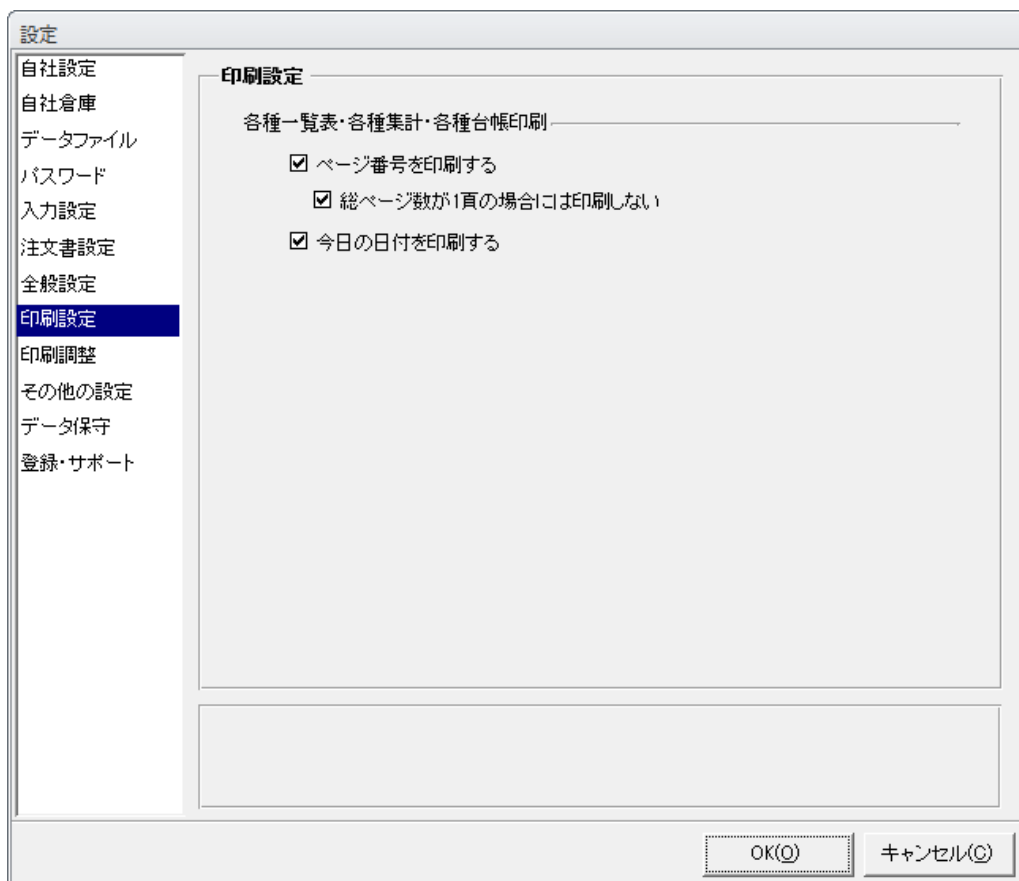 設定
自社設定
自社倉庫
データファイル
パスワード
入力設定
注文書設定
全般設定
印刷設定
印刷調整
その他の設定
データ保守
登録・サポート
印刷設定
各種一覧表・各種集計・各種台帳印刷
ページ番号を印刷する
総ページ数が1頁の場合には印刷しない
今日の日付を印刷する
OK(O)
キャンセル(C)